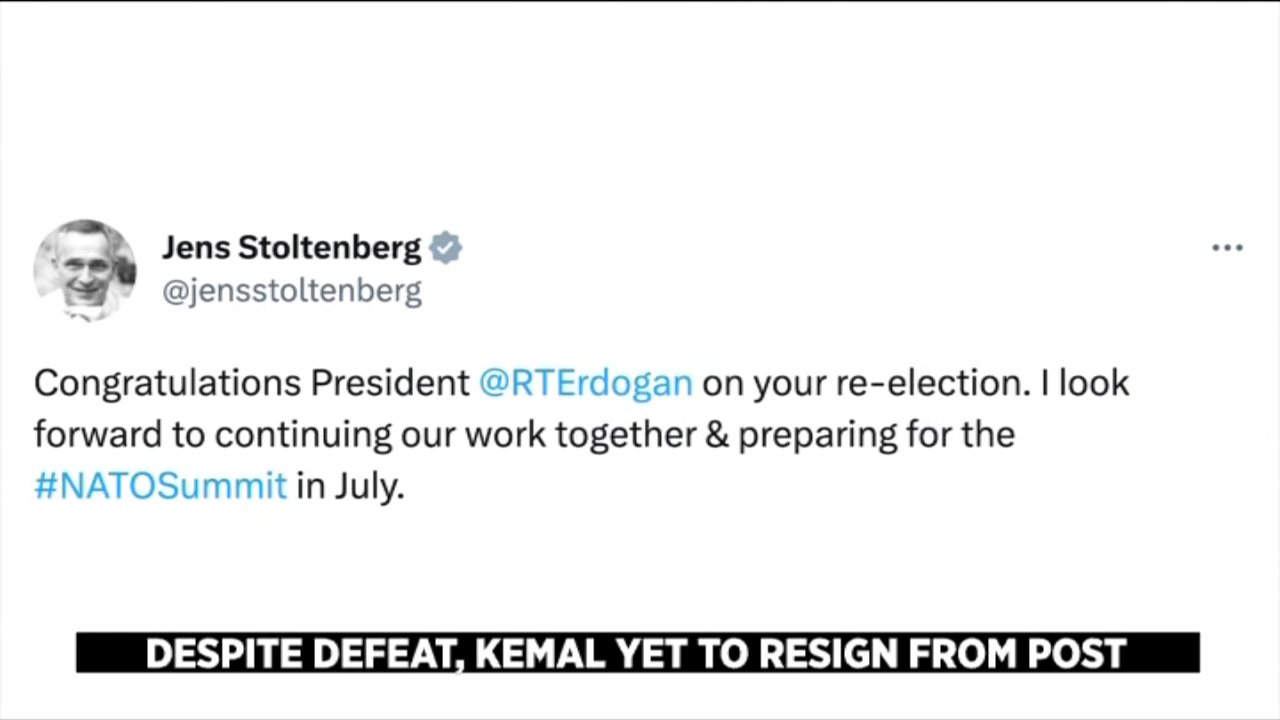 Jens Stoltenberg
@jensstoltenberg
Congratulations President @RTErdogan on your re-election. I look
forward to continuing our work together & preparing for the
#NATOSummit in July.
DESPITE DEFEAT, KEMAL YET TO RESIGN FROM POST